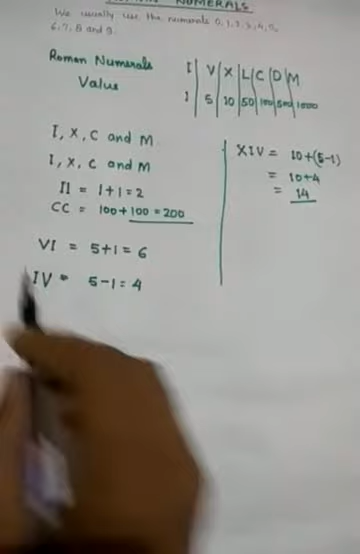 NUMERALS
We usually use the numerals 0, 1, 2, 3, 4, 5,
6, 7, 8 and 9.
Roman Numerals I V X L C D M
Value 1 5 10 50 100 500 1000
I, X, C and M
I, X, C and M
II = 1+1=2
CC = 100+100=200
VI = 5+1=6
IV = 5-1=4
XIV = 10+(5-1)
= 10+4
= 14